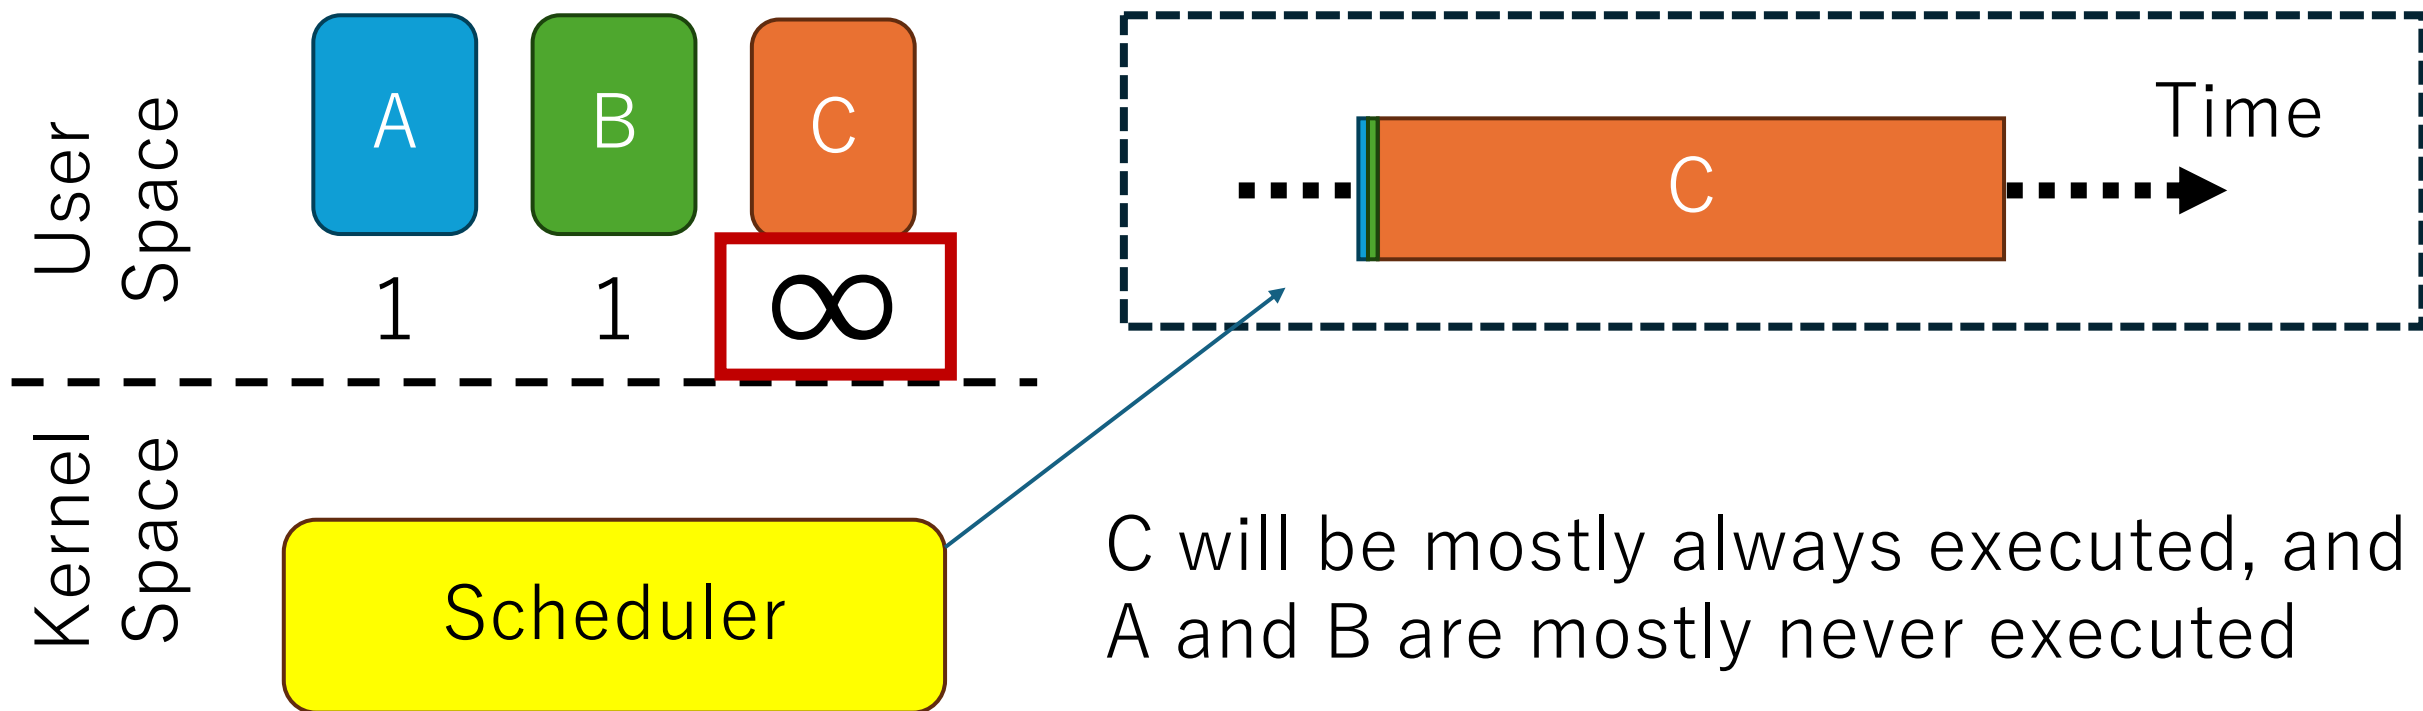 User
Space
A
B
C
1
1
∞
Time
C
Kernel
Space
Scheduler
C will be mostly always executed, and
A and B are mostly never executed